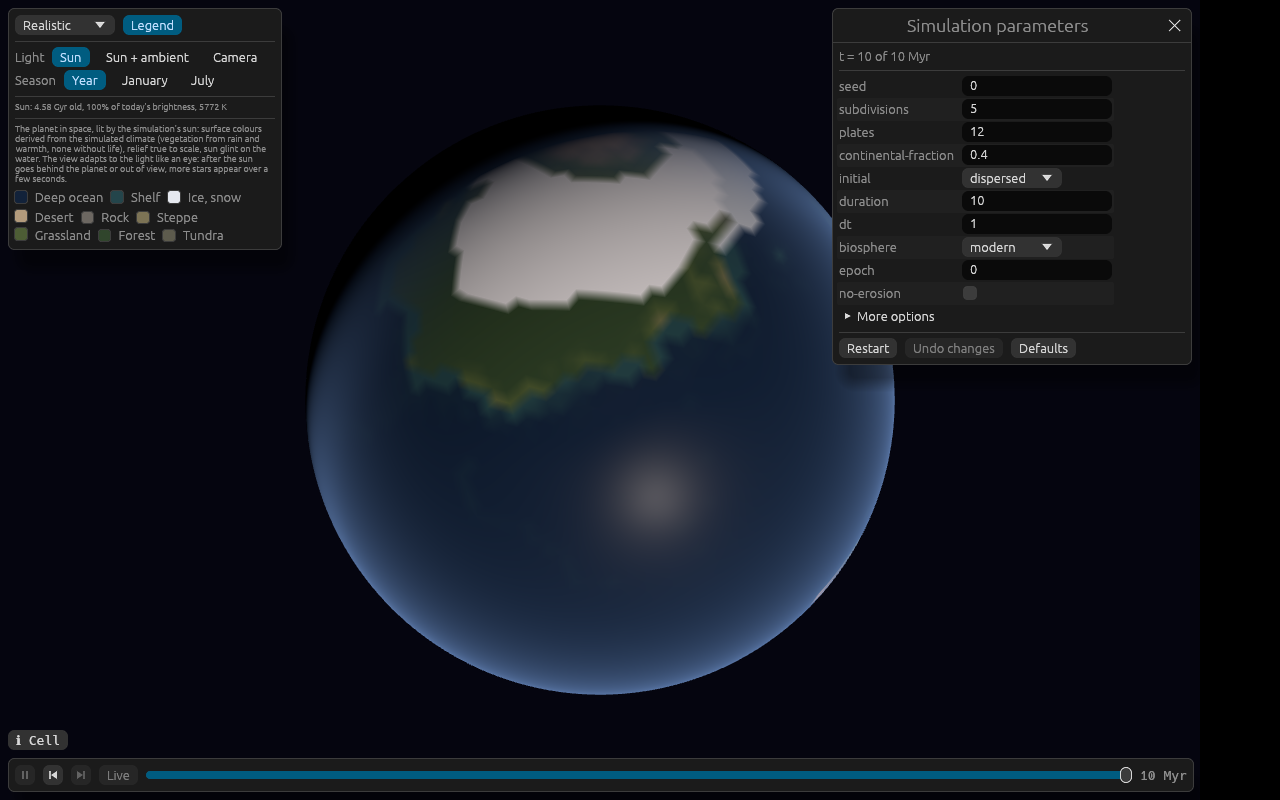 Realistic
Legend
Light Sun Sun + ambient Camera
Season Year January July
Sun: 4.58 Gyr old, 100% of today's brightness, 5772 K
The planet in space, lit by the simulation's sun: surface colours
derived from the simulated climate (vegetation from rain and
warmth, none without life), relief true to scale, sun glint on the
water. The view adapts to the light like an eye: after the sun
goes behind the planet or out of view, more stars appear over a
few seconds.
Deep ocean Shelf Ice, snow
Desert Rock Steppe
Grassland Forest Tundra
Simulation parameters
t = 10 of 10 Myr
seed 0
subdivisions 5
plates 12
continental-fraction 0.4
initial dispersed
duration 10
dt 1
biosphere modern
epoch 0
no-erosion
More options
Restart Undo changes Defaults
ℹ Cell
Live 10 Myr